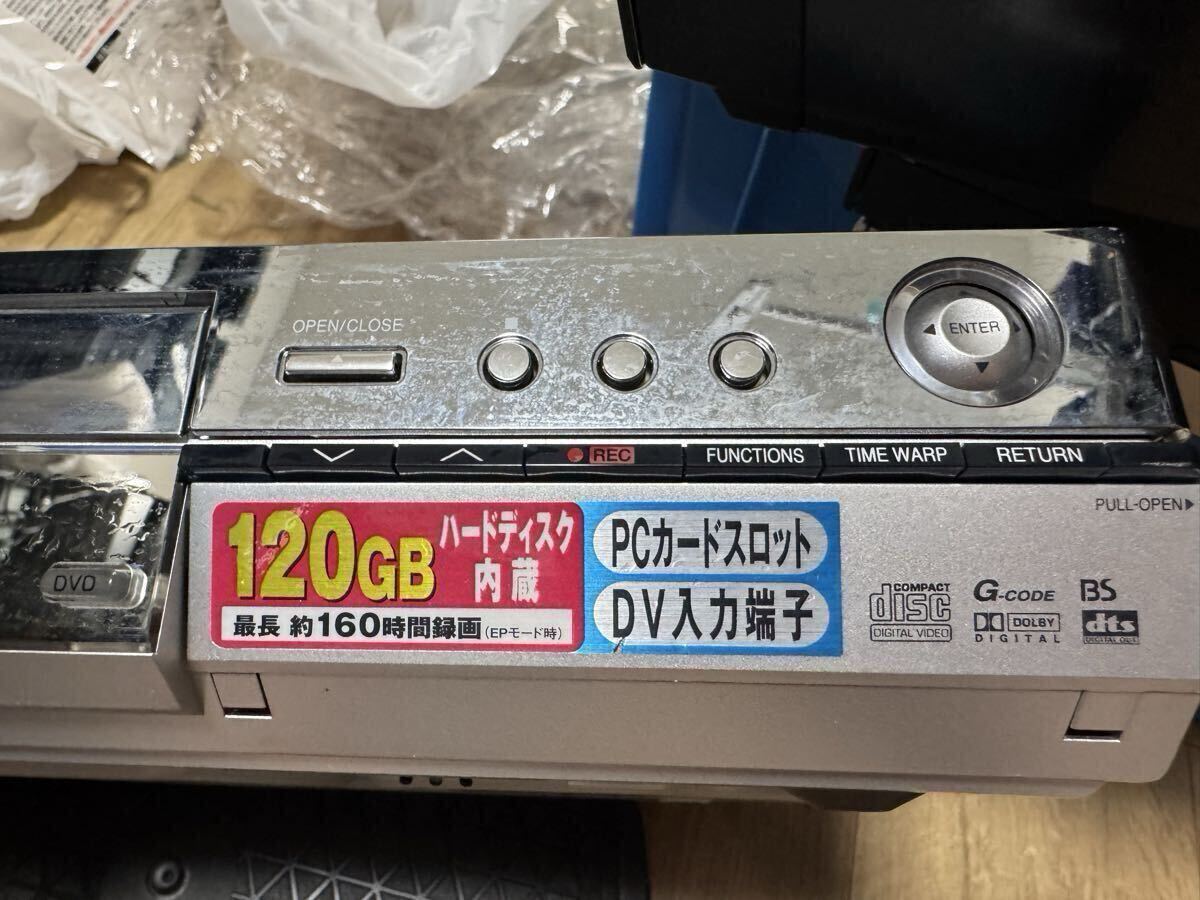 OPEN/CLOSE
ENTER
REC
FUNCTIONS
TIME WARP
RETURN
PULL-OPEN
DVD
120GB
ハードディスク
内蔵
最長 約160時間録画(EPモード時)
PCカードスロット
DV入力端子
COMPACT
disc
DIGITAL VIDEO
G-CODE
DOLBY
DIGITAL
BS
dts
DIGITAL OUT